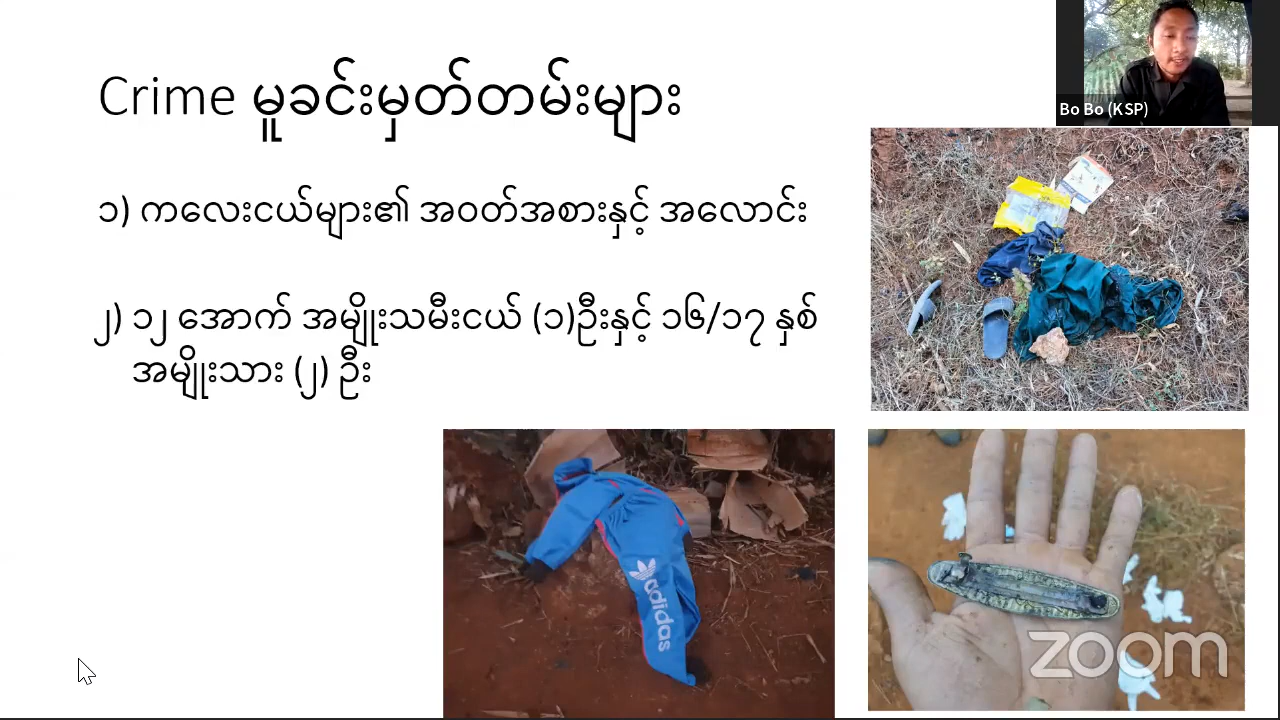 Crime မူခင်းမှတ်တမ်းများ
Bo Bo (KSP)
၁) ကလေးငယ်များ၏ အဝတ်အစားနှင့် အလောင်း
၂) ၁၂ အောက် အမျိုးသမီးငယ် (၁)ဦးနှင့် ၁၆/၁၇ နှစ်
အမျိုးသား (၂) ဦး
adidas
zoom